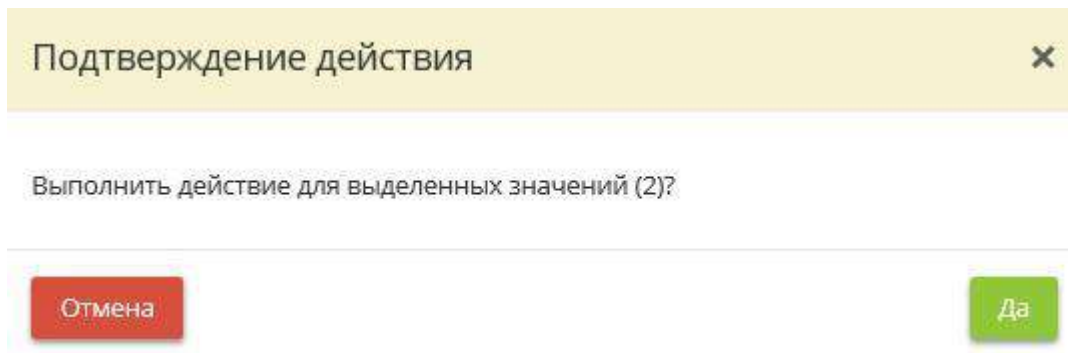 Подтверждение действия
Выполнить действие для выделенных значений (2)?
Отмена
Да